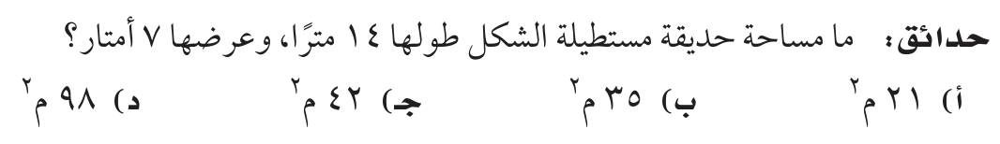 حدائق: ما مساحة حديقة مستطيلة الشكل طولها ١٤ مترًا، وعرضها ٧ أمتار؟
أ) ٢١ م٢ ب) ٣٥ م٢ جـ) ٤٢ م٢ د) ٩٨ م٢